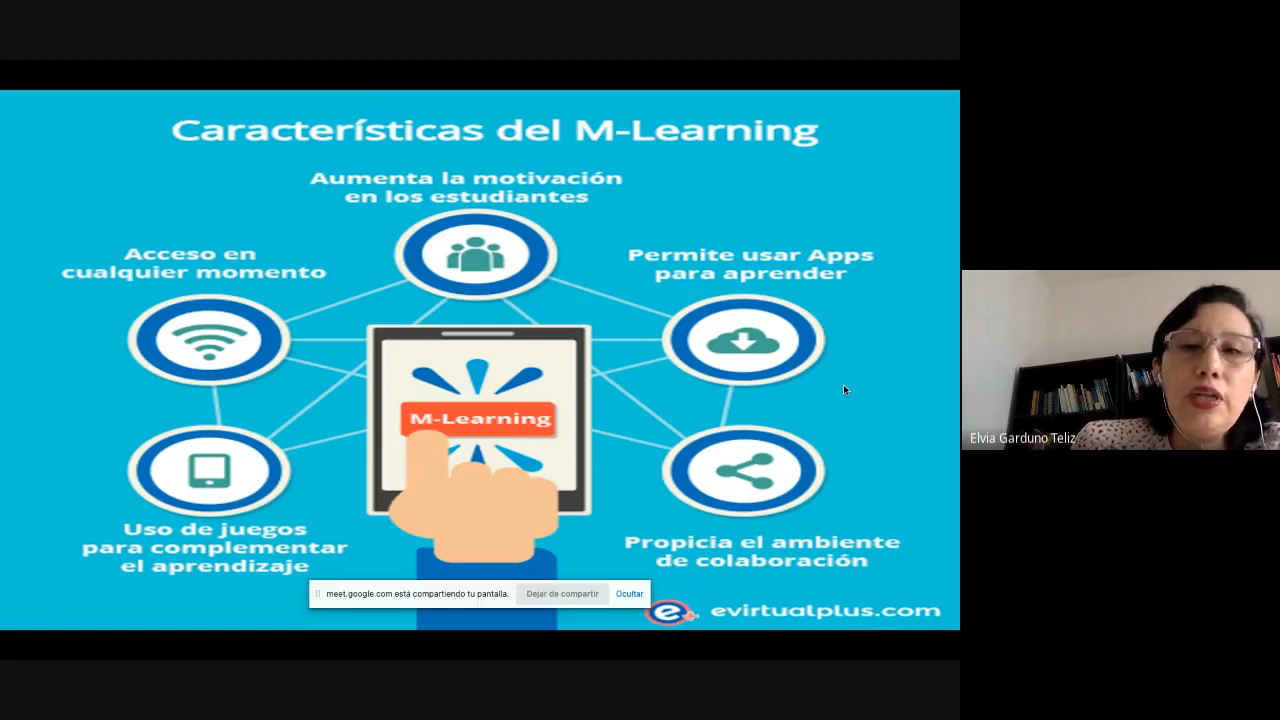 Características del M-Learning
Aumenta la motivación
en los estudiantes
Acceso en
cualquier momento
Permite usar Apps
para aprender
M-Learning
Uso de juegos
para complementar
el aprendizaje
Propicia el ambiente
de colaboración
meet.google.com está compartiendo tu pantalla.
Dejar de compartir
Ocultar
e+
evirtualplus.com
Elvia Garduno Teliz